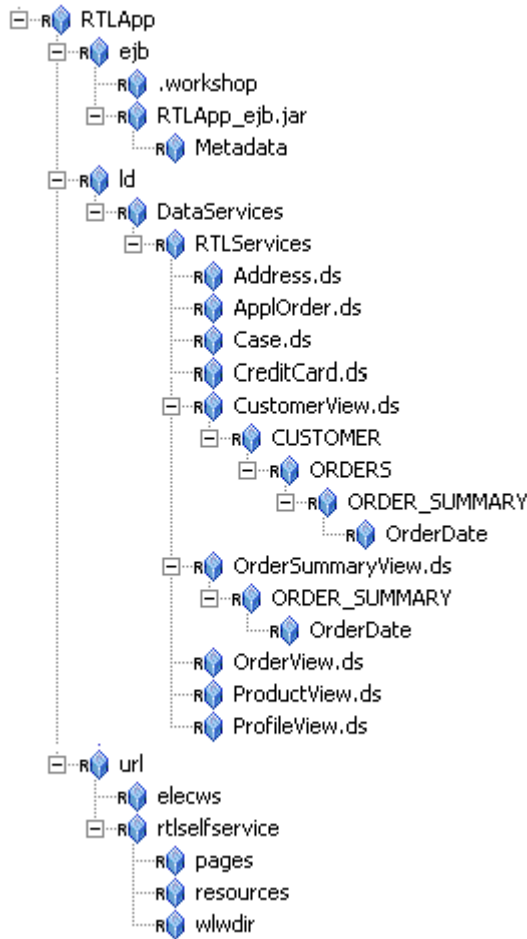 RTLApp
ejb
.workshop
RTLApp_ejb.jar
Metadata
ld
DataServices
RTLServices
Address.ds
ApplOrder.ds
Case.ds
CreditCard.ds
CustomerView.ds
CUSTOMER
ORDERS
ORDER_SUMMARY
OrderDate
OrderSummaryView.ds
ORDER_SUMMARY
OrderDate
OrderView.ds
ProductView.ds
ProfileView.ds
url
elecws
rtlselfservice
pages
resources
wlwdir